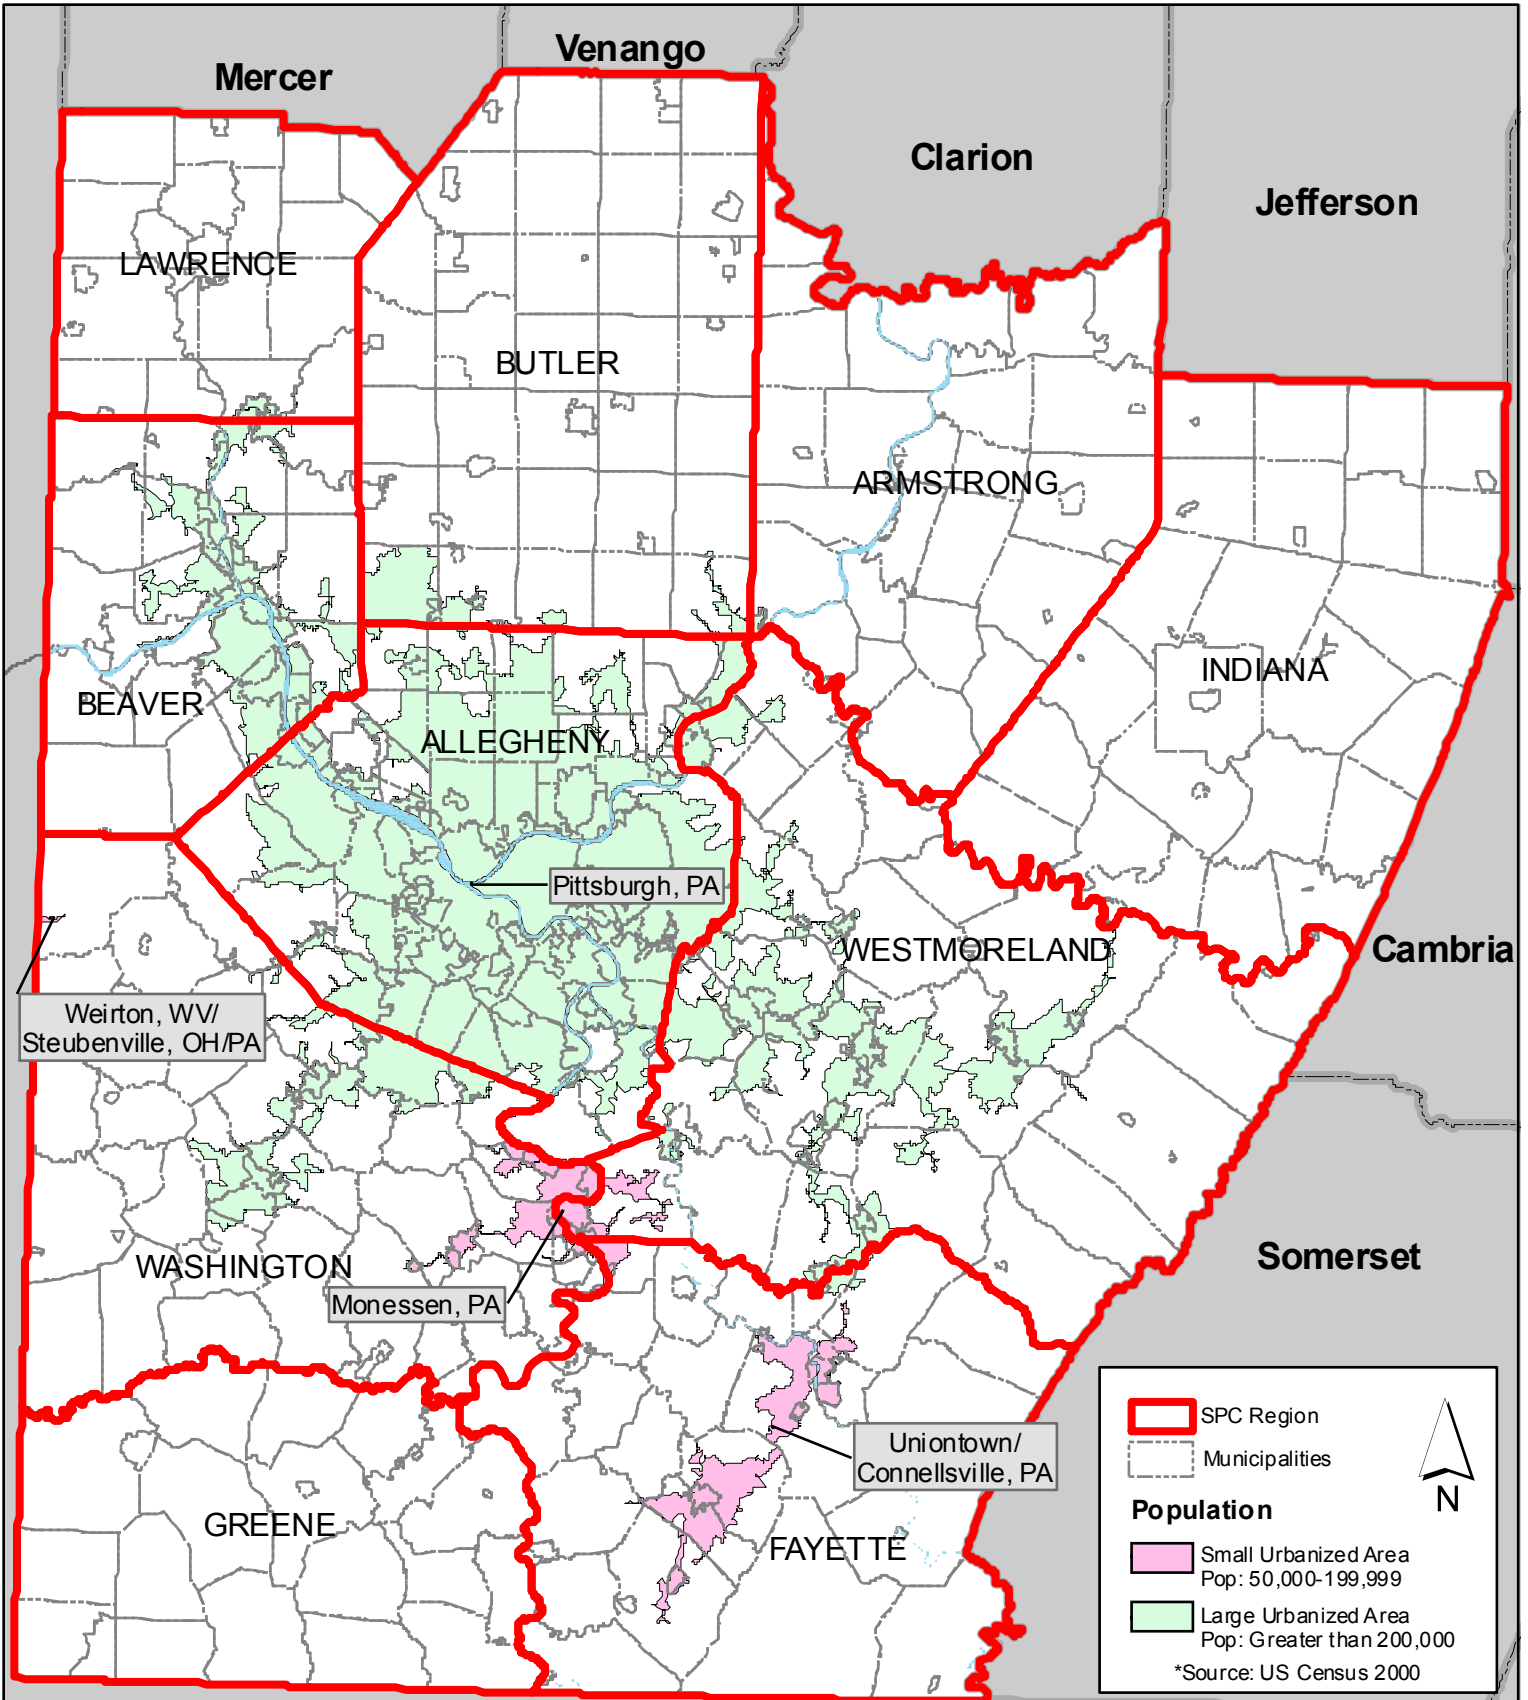 Venango
Mercer
Clarion
Jefferson
LAWRENCE
BUTLER
ARMSTRONG
INDIANA
BEAVER
ALLEGHENY
Pittsburgh, PA
WESTMORELAND
Cambria
Weirton, WV/
Steubenville, OH/PA
WASHINGTON
Somerset
Monessen, PA
Uniontown/
Connellsville, PA
GREENE
FAYETTE
SPC Region
Municipalities
N
Population
Small Urbanized Area
Pop: 50,000-199,999
Large Urbanized Area
Pop: Greater than 200,000
*Source: US Census 2000